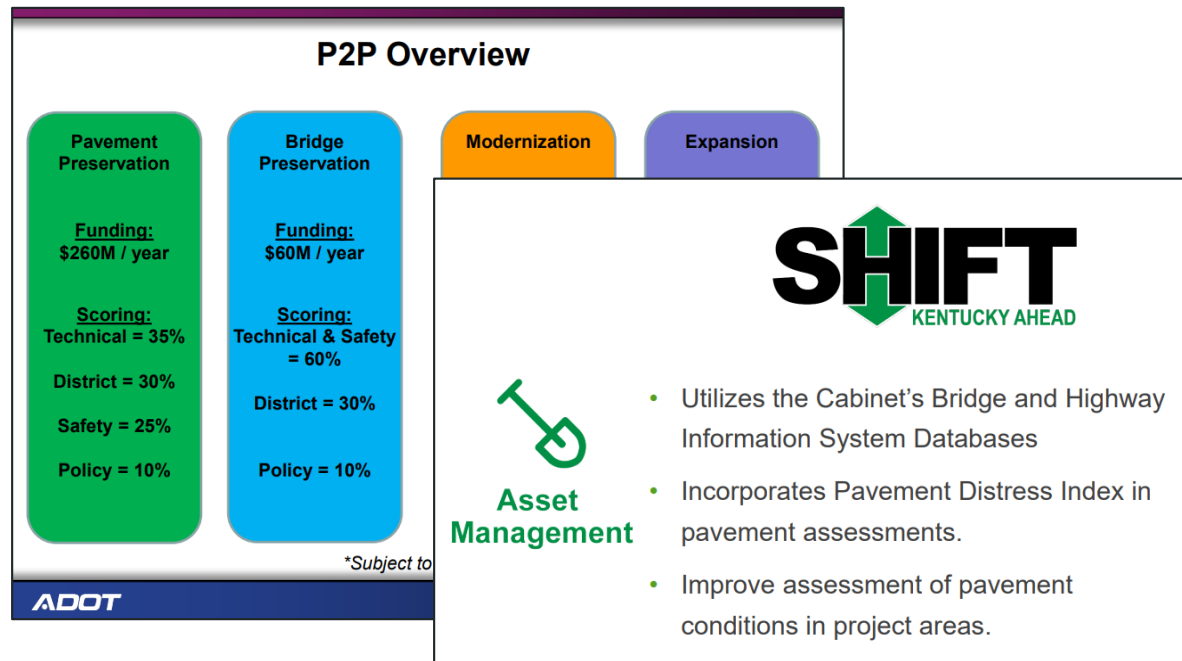 P2P Overview
Pavement
Preservation
Funding:
$260M / year
Scoring:
Technical = 35%
District = 30%
Safety = 25%
Policy = 10%
Bridge
Preservation
Funding:
$60M / year
Scoring:
Technical & Safety
= 60%
District = 30%
Policy = 10%
Modernization
Expansion
*Subject to
ADOT
SHIFT
KENTUCKY AHEAD
Asset
Management
• Utilizes the Cabinet’s Bridge and Highway
Information System Databases
• Incorporates Pavement Distress Index in
pavement assessments.
• Improve assessment of pavement
conditions in project areas.